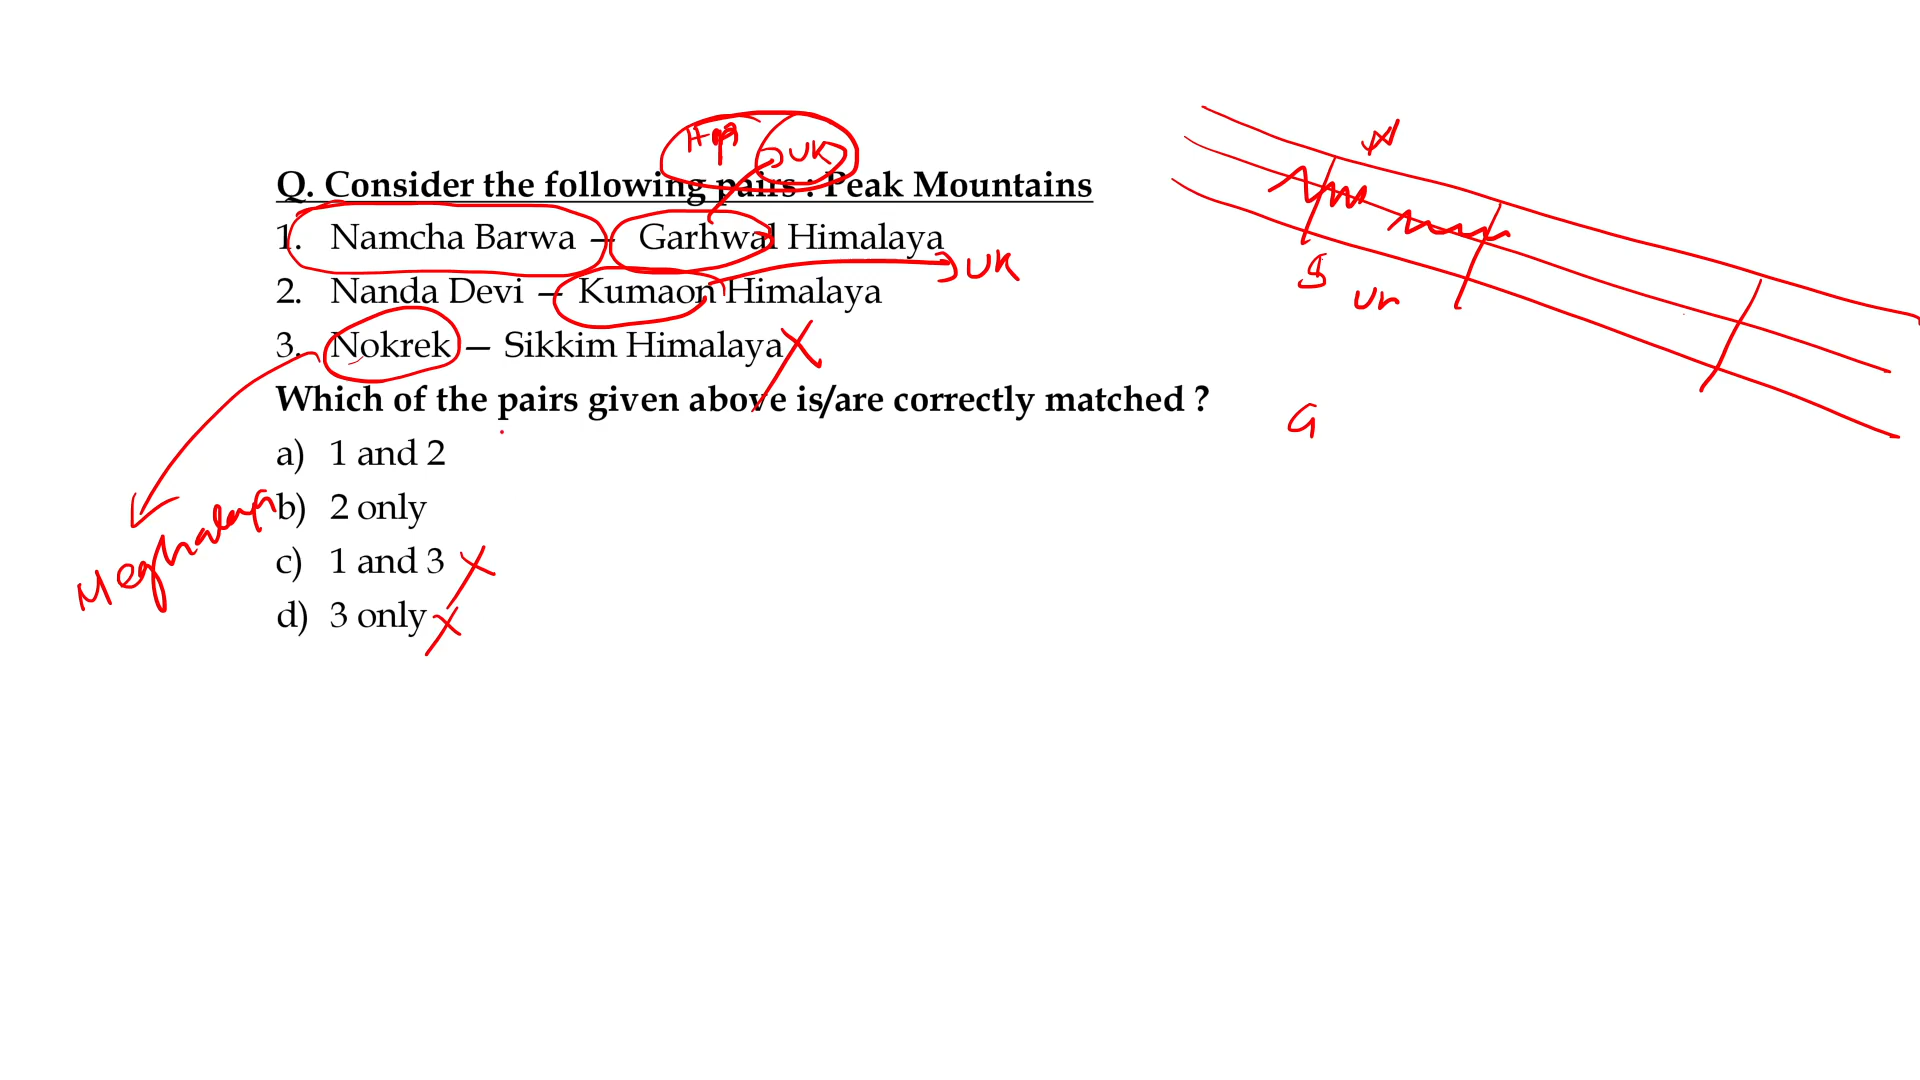 UK
Q. Consider the following pairs : Peak Mountains
1. Namcha Barwa — Garhwal Himalaya
UK
2. Nanda Devi — Kumaon Himalaya
3. Nokrek — Sikkim Himalaya
Which of the pairs given above is/are correctly matched ?
a) 1 and 2
b) 2 only
c) 1 and 3
d) 3 only
Meghalaya
N
S
G